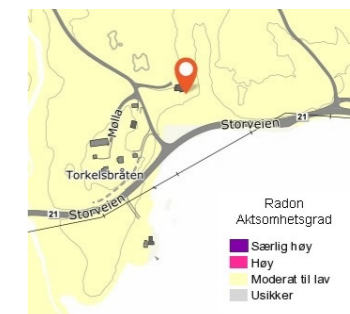 21
Storveien
Mølla
Torkelsbråten
21
Storveien
Radon
Aktsomhetsgrad
Særlig høy
Høy
Moderat til lav
Usikker